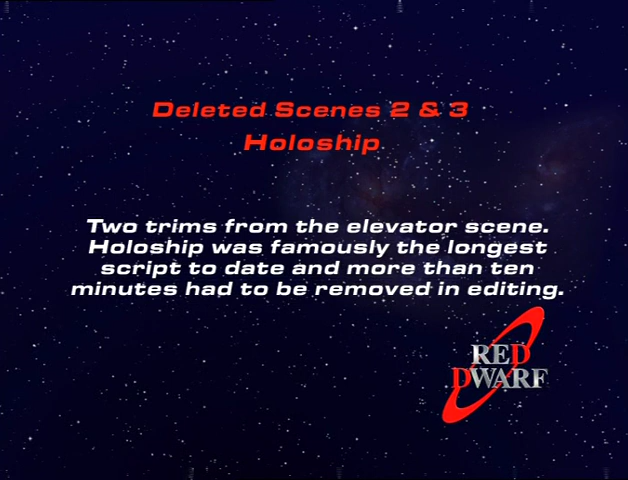 Deleted Scenes 2 & 3
Holoship
Two trims from the elevator scene.
Holoship was famously the longest
script to date and more than ten
minutes had to be removed in editing.
RED
DWARF